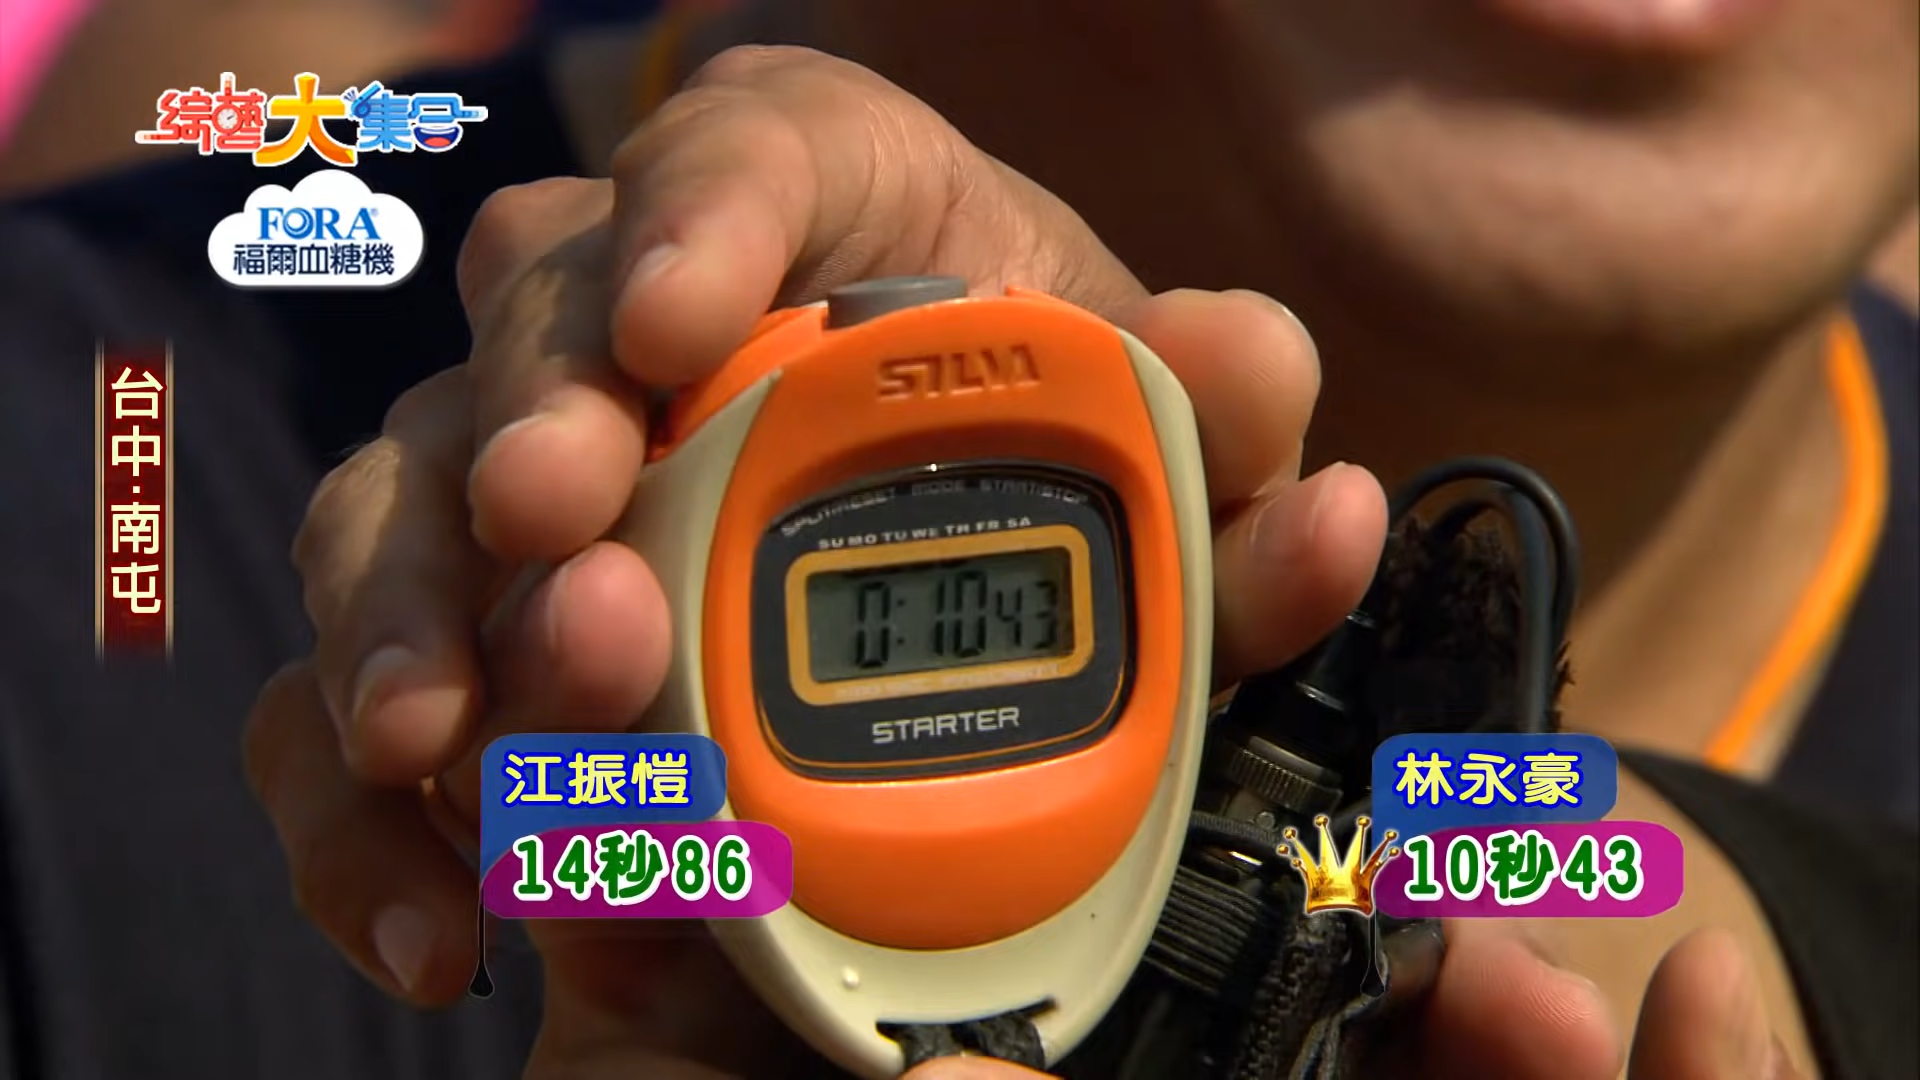 綜藝大集合
FORA
福爾血糖機
台中·南屯
SILVA
SPLIT/RESET MODE START/STOP
SU MO TU WE TH FR SA
0:10 43
STARTER
江振愷
14秒86
林永豪
10秒43